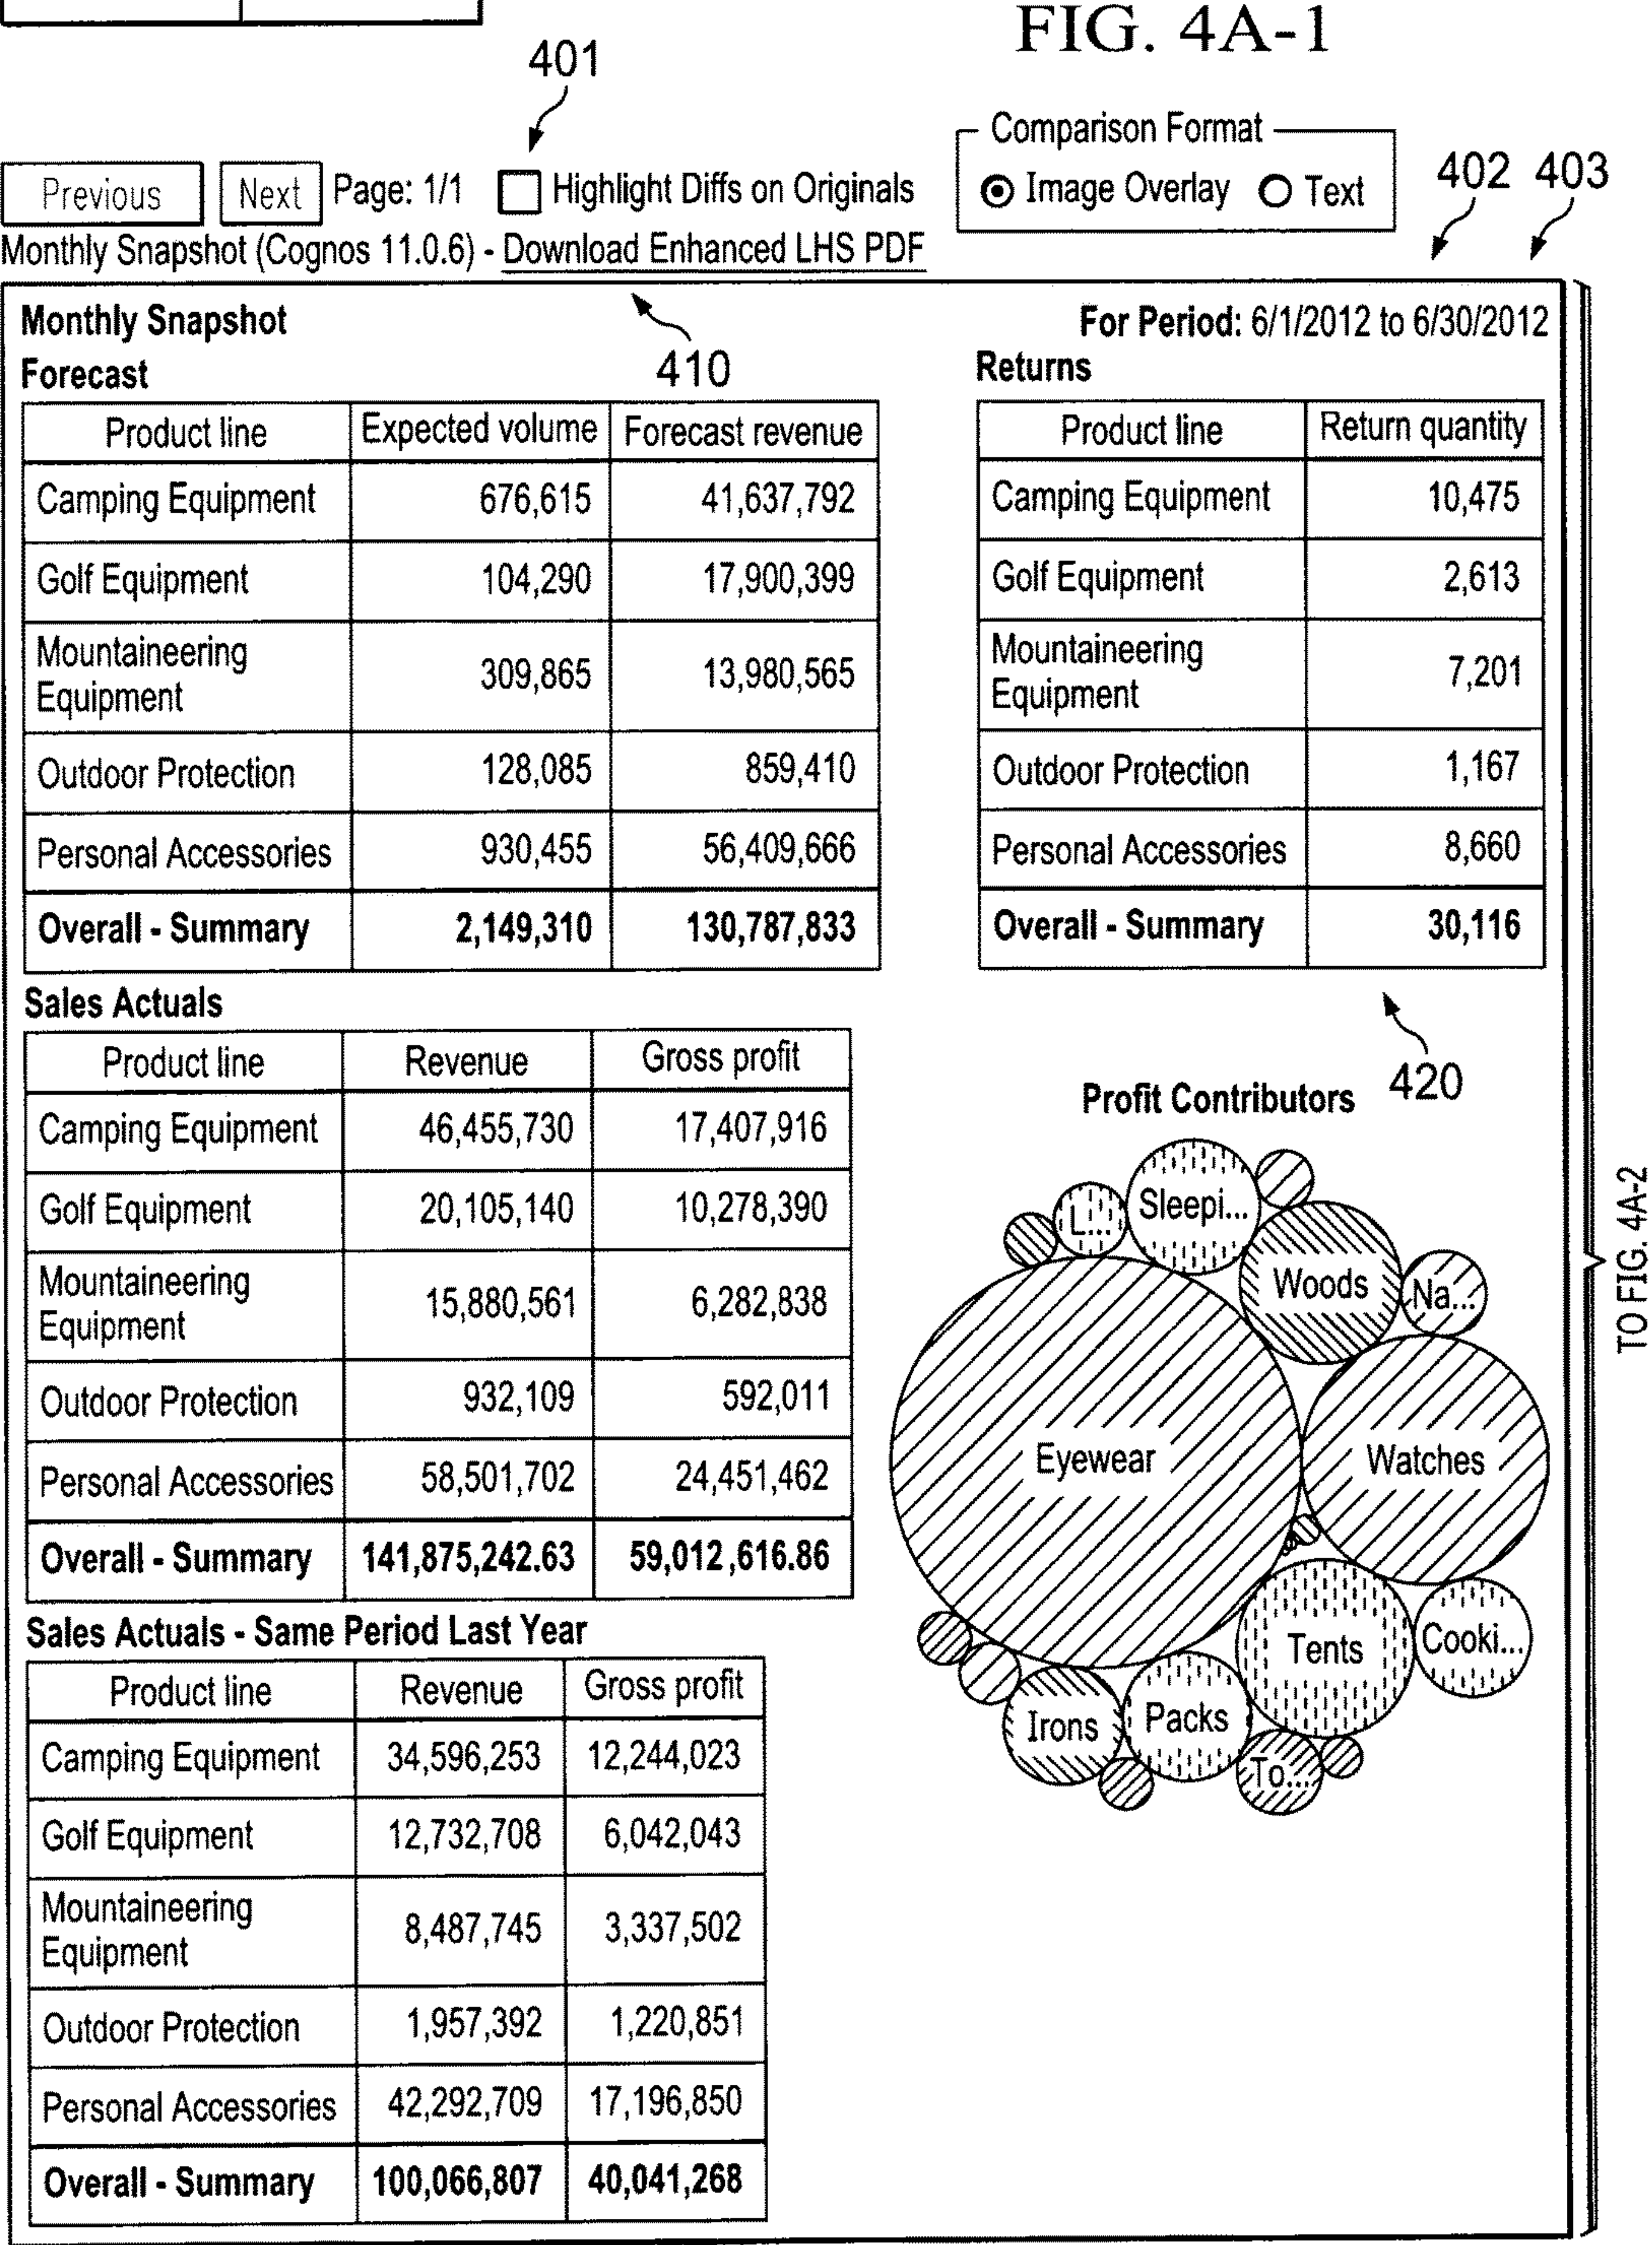 FIG. 4A-1
401
Comparison Format
Previous Next Page: 1/1 Highlight Diffs on Originals Image Overlay Text
402 403
Monthly Snapshot (Cognos 11.0.6) - Download Enhanced LHS PDF
Monthly Snapshot For Period: 6/1/2012 to 6/30/2012
410
Forecast
Product line Expected volume Forecast revenue
Camping Equipment 676,615 41,637,792
Golf Equipment 104,290 17,900,399
Mountaineering
Equipment 309,865 13,980,565
Outdoor Protection 128,085 859,410
Personal Accessories 930,455 56,409,666
Overall - Summary 2,149,310 130,787,833
Returns
Product line Return quantity
Camping Equipment 10,475
Golf Equipment 2,613
Mountaineering
Equipment 7,201
Outdoor Protection 1,167
Personal Accessories 8,660
Overall - Summary 30,116
420
Sales Actuals
Product line Revenue Gross profit
Camping Equipment 46,455,730 17,407,916
Golf Equipment 20,105,140 10,278,390
Mountaineering
Equipment 15,880,561 6,282,838
Outdoor Protection 932,109 592,011
Personal Accessories 58,501,702 24,451,462
Overall - Summary 141,875,242.63 59,012,616.86
Profit Contributors
L...
Sleepi...
Woods
Na...
Eyewear
Watches
Tents
Cooki...
Irons
Packs
To...
TO FIG. 4A-2
Sales Actuals - Same Period Last Year
Product line Revenue Gross profit
Camping Equipment 34,596,253 12,244,023
Golf Equipment 12,732,708 6,042,043
Mountaineering
Equipment 8,487,745 3,337,502
Outdoor Protection 1,957,392 1,220,851
Personal Accessories 42,292,709 17,196,850
Overall - Summary 100,066,807 40,041,268